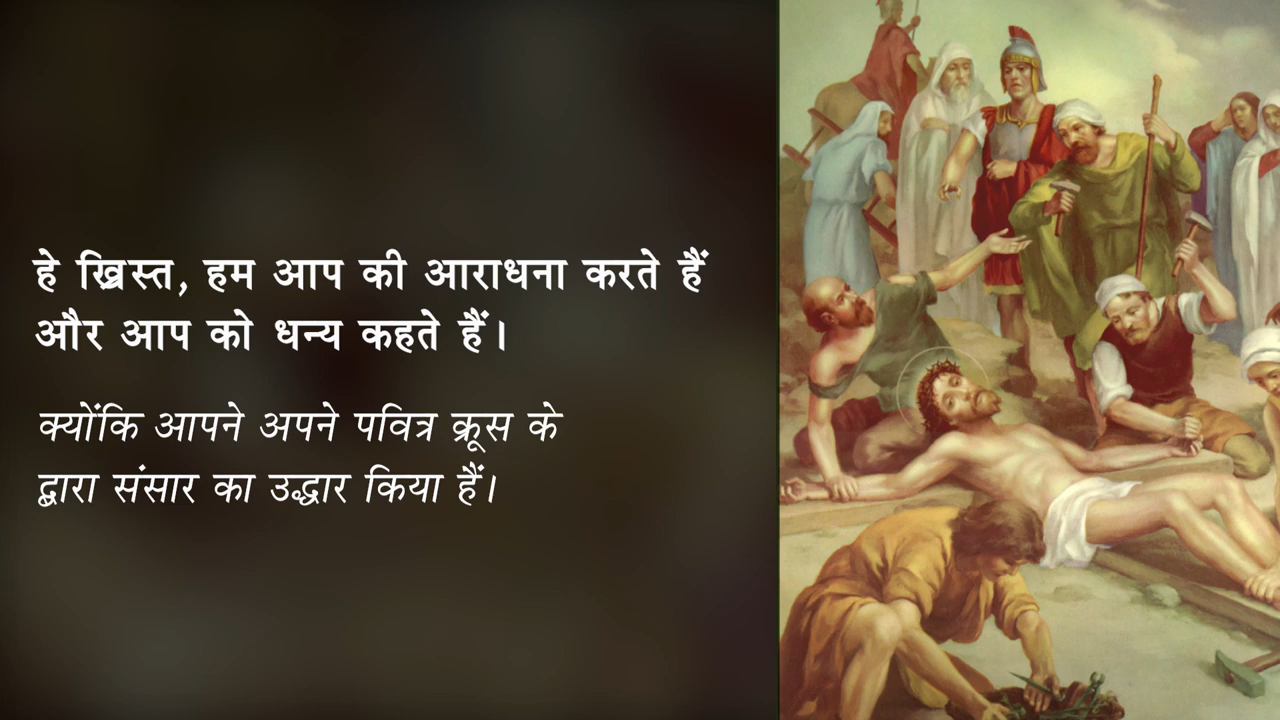 हे ख्रिस्त, हम आप की आराधना करते हैं
और आप को धन्य कहते हैं।
क्योंकि आपने अपने पवित्र क्रूस के
द्वारा संसार का उद्धार किया हैं।